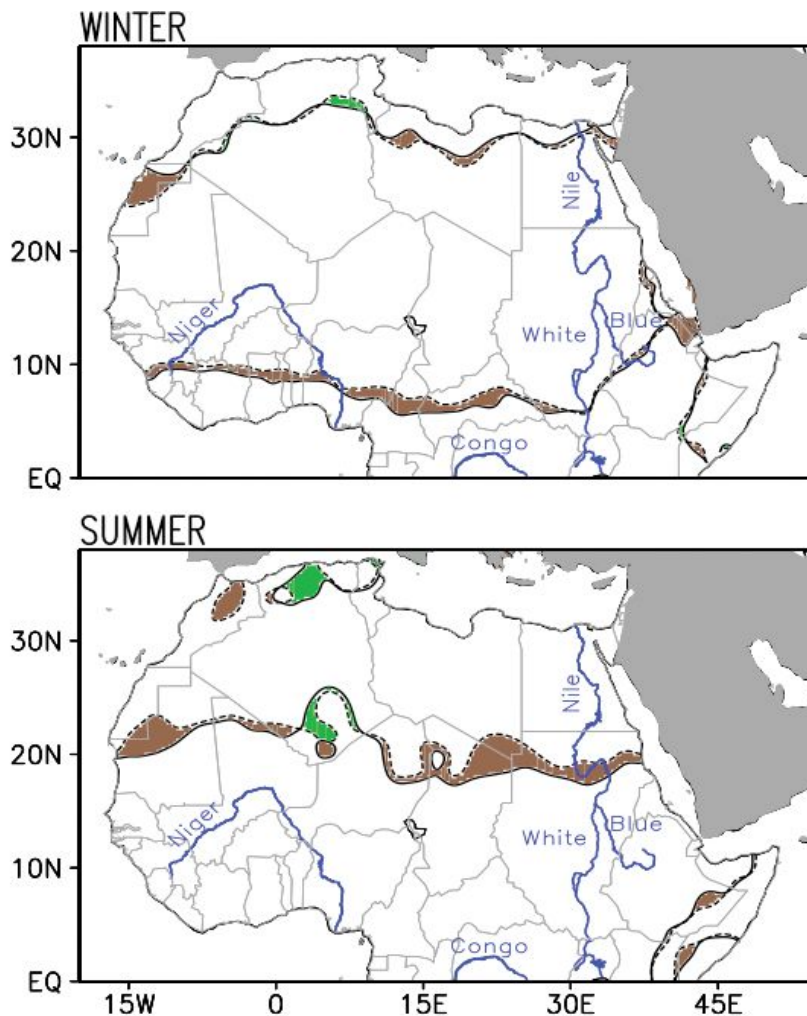 WINTER
30N
20N
10N
EQ
Nile
Niger
White
Blue
Congo
SUMMER
30N
20N
10N
EQ
Nile
Niger
White
Blue
Congo
15W 0 15E 30E 45E